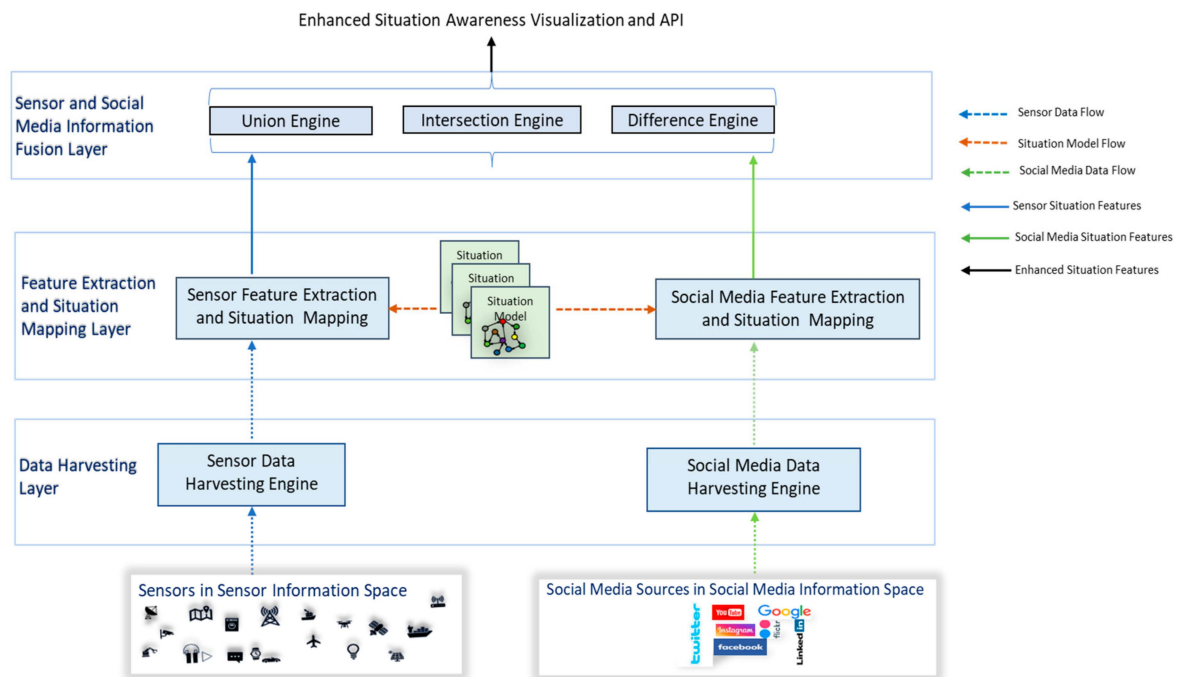 Enhanced Situation Awareness Visualization and API
Sensor and Social
Media Information
Fusion Layer
Union Engine
Intersection Engine
Difference Engine
Sensor Data Flow
Situation Model Flow
Social Media Data Flow
Sensor Situation Features
Social Media Situation Features
Enhanced Situation Features
Feature Extraction
and Situation
Mapping Layer
Sensor Feature Extraction
and Situation Mapping
Situation
Situation
Situation
Model
Social Media Feature Extraction
and Situation Mapping
Data Harvesting
Layer
Sensor Data
Harvesting Engine
Social Media Data
Harvesting Engine
Sensors in Sensor Information Space
Social Media Sources in Social Media Information Space
twitter
You Tube
Google
Instagram
flickr
facebook
Linked in